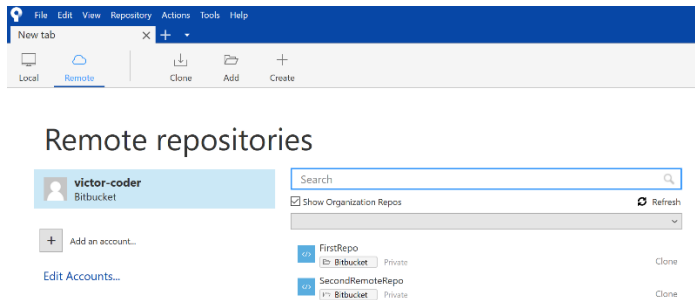 File Edit View Repository Actions Tools Help
New tab
Local Remote Clone Add Create
Remote repositories
victor-coder
Bitbucket
Add an account...
Edit Accounts...
Search
Show Organization Repos Refresh
FirstRepo
Bitbucket Private Clone
SecondRemoteRepo
Bitbucket Private Clone